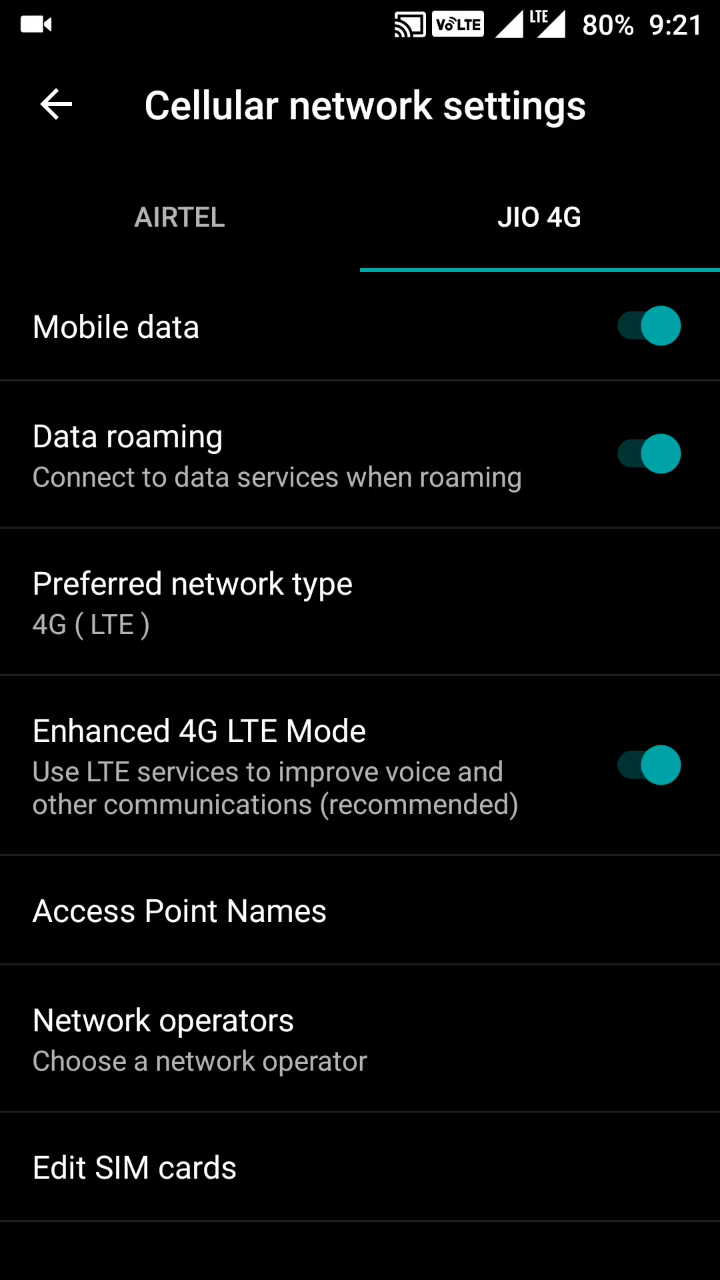 VoLTE LTE 80% 9:21
Cellular network settings
AIRTEL JIO 4G
Mobile data
Data roaming
Connect to data services when roaming
Preferred network type
4G ( LTE )
Enhanced 4G LTE Mode
Use LTE services to improve voice and
other communications (recommended)
Access Point Names
Network operators
Choose a network operator
Edit SIM cards